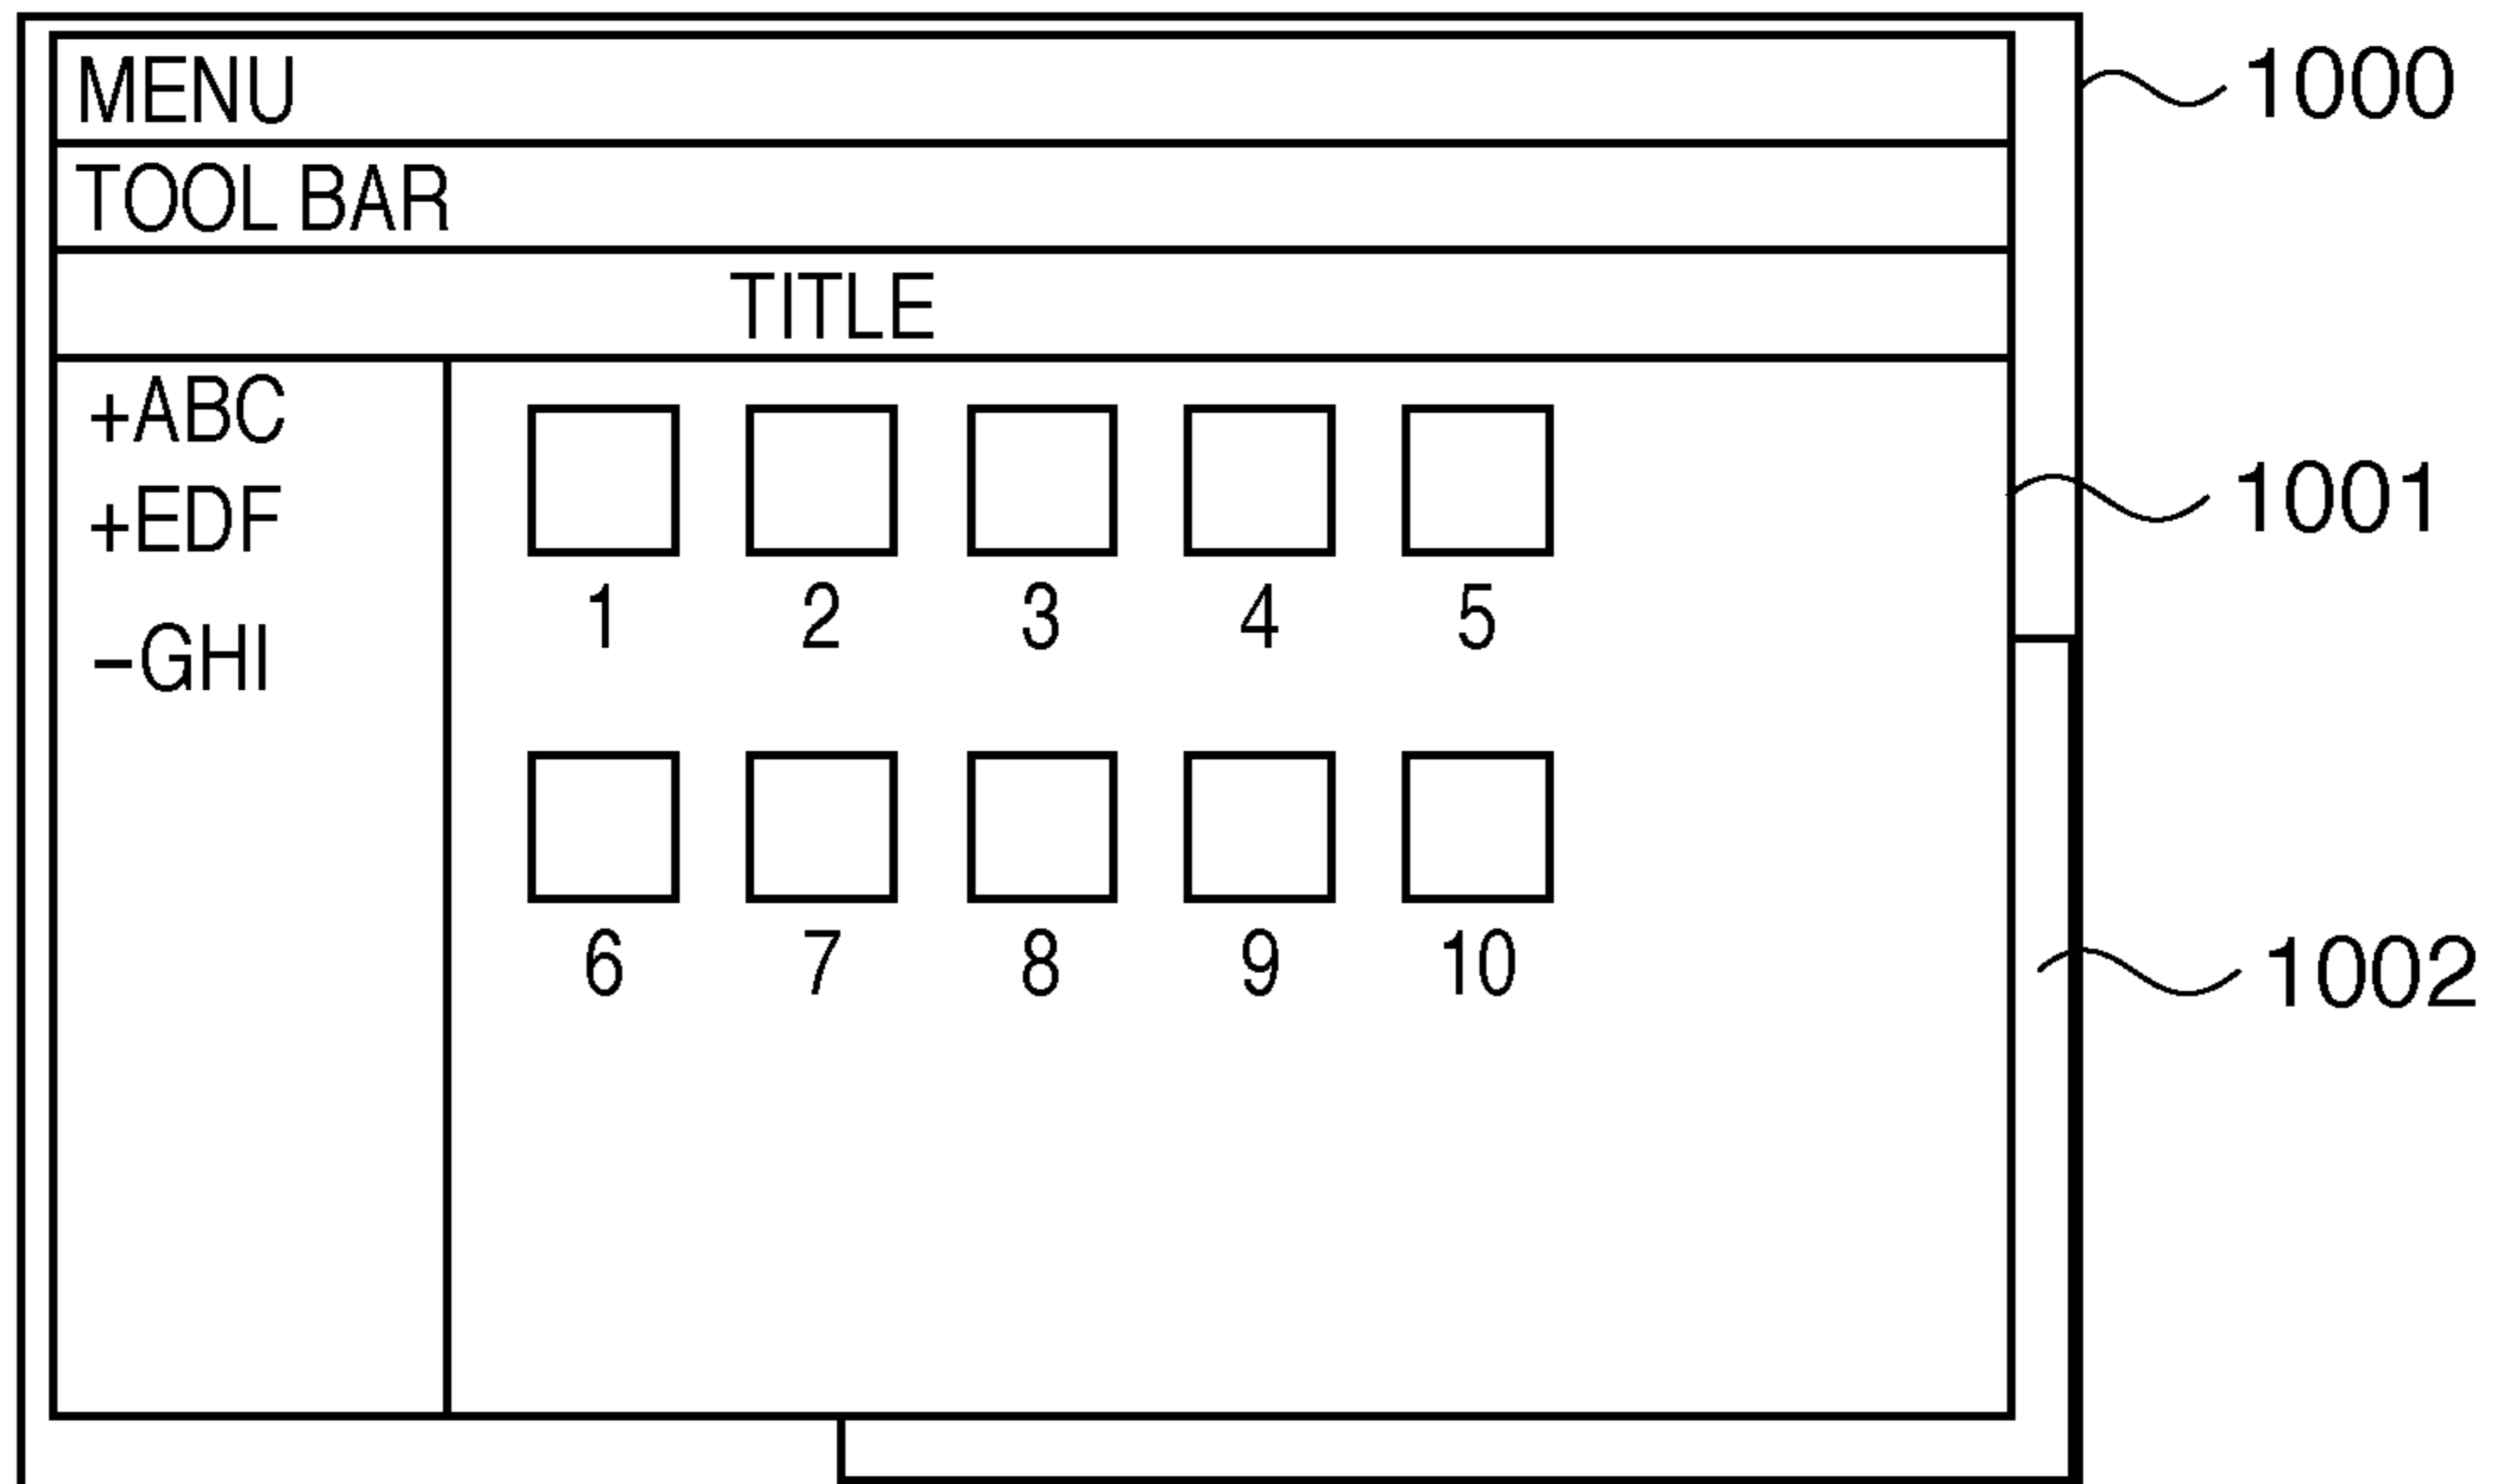 MENU
1000
TOOL BAR
TITLE
+ABC
+EDF
-GHI
1001
1 2 3 4 5
6 7 8 9 10
1002